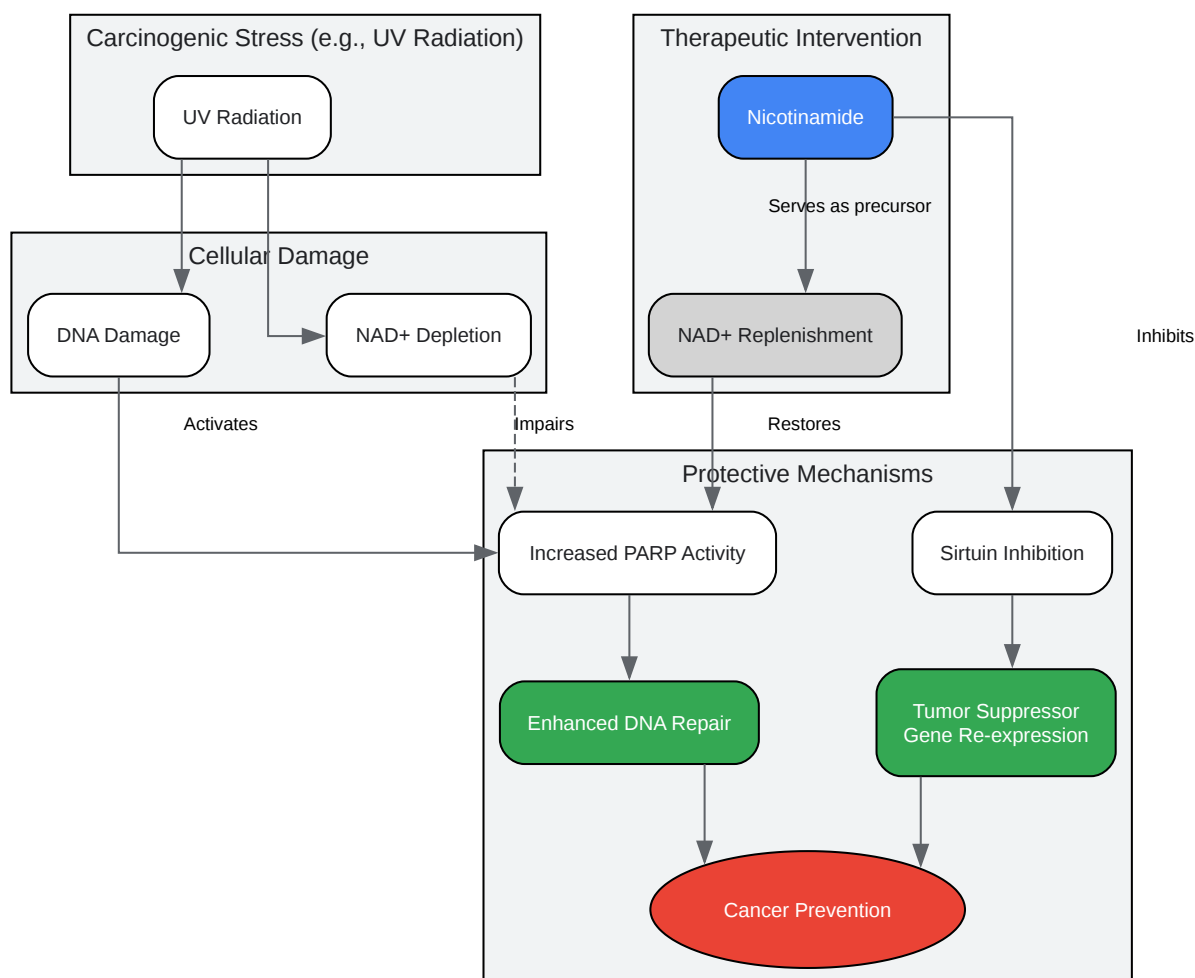 Carcinogenic Stress (e.g., UV Radiation)
Therapeutic Intervention
UV Radiation
Nicotinamide
Serves as precursor
Cellular Damage
DNA Damage
NAD+ Depletion
NAD+ Replenishment
Inhibits
Activates
Impairs
Restores
Protective Mechanisms
Increased PARP Activity
Sirtuin Inhibition
Enhanced DNA Repair
Tumor Suppressor
Gene Re-expression
Cancer Prevention